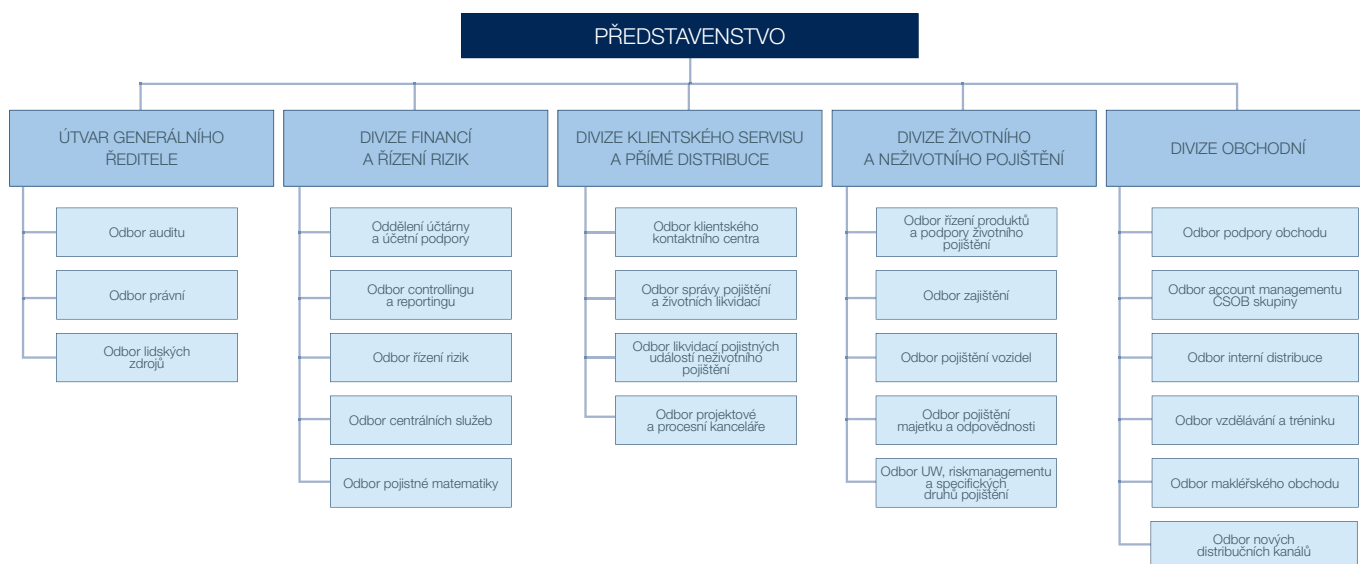 PŘEDSTAVENSTVO
ÚTVAR GENERÁLNÍHO
ŘEDITELE
Odbor auditu
Odbor právní
Odbor lidských
zdrojů
DIVIZE FINANCÍ
A ŘÍZENÍ RIZIK
Oddělení účtárny
a účetní podpory
Odbor controllingu
a reportingu
Odbor řízení rizik
Odbor centrálních služeb
Odbor pojistné matematiky
DIVIZE KLIENTSKÉHO SERVISU
A PŘÍMÉ DISTRIBUCE
Odbor klientského
kontaktního centra
Odbor správy pojištění
a životních likvidací
Odbor likvidací pojistných
událostí neživotního
pojištění
Odbor projektové
a procesní kanceláře
DIVIZE ŽIVOTNÍHO
A NEŽIVOTNÍHO POJIŠTĚNÍ
Odbor řízení produktů
a podpory životního
pojištění
Odbor zajištění
Odbor pojištění vozidel
Odbor pojištění
majetku a odpovědnosti
Odbor UW, riskmanagementu
a specifických
druhů pojištění
DIVIZE OBCHODNÍ
Odbor podpory obchodu
Odbor account managementu
ČSOB skupiny
Odbor interní distribuce
Odbor vzdělávání a tréninku
Odbor makléřského obchodu
Odbor nových
distribučních kanálů